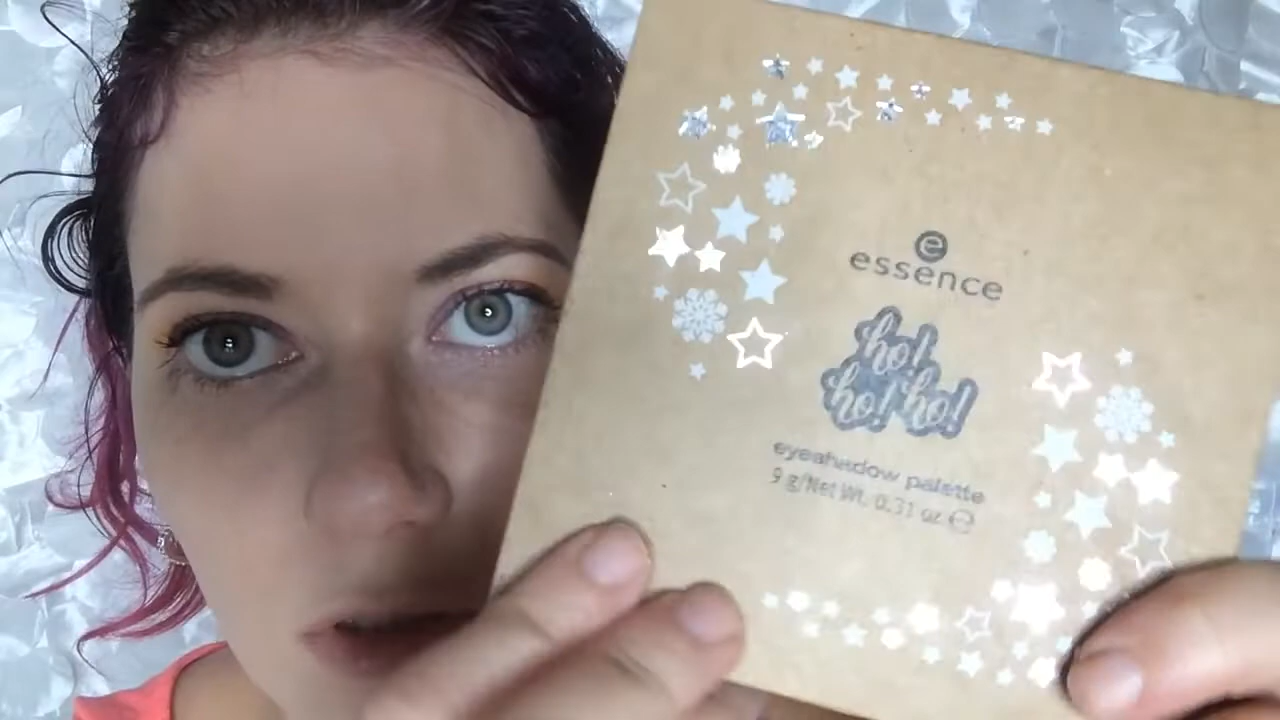 e
essence
ho!
ho! ho!
eyeshadow palette
9 g/Net Wt. 0.31 oz e